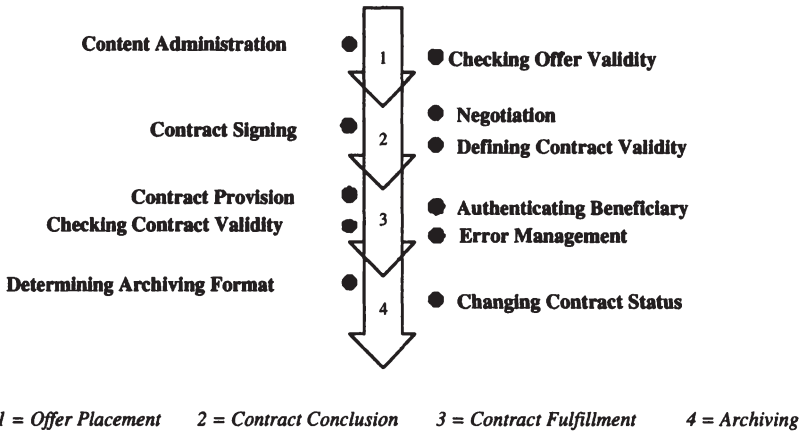 Content Administration
1
Checking Offer Validity
Negotiation
Contract Signing
2
Defining Contract Validity
Contract Provision
Authenticating Beneficiary
Checking Contract Validity
3
Error Management
Determining Archiving Format
4
Changing Contract Status
1 = Offer Placement 2 = Contract Conclusion 3 = Contract Fulfillment 4 = Archiving